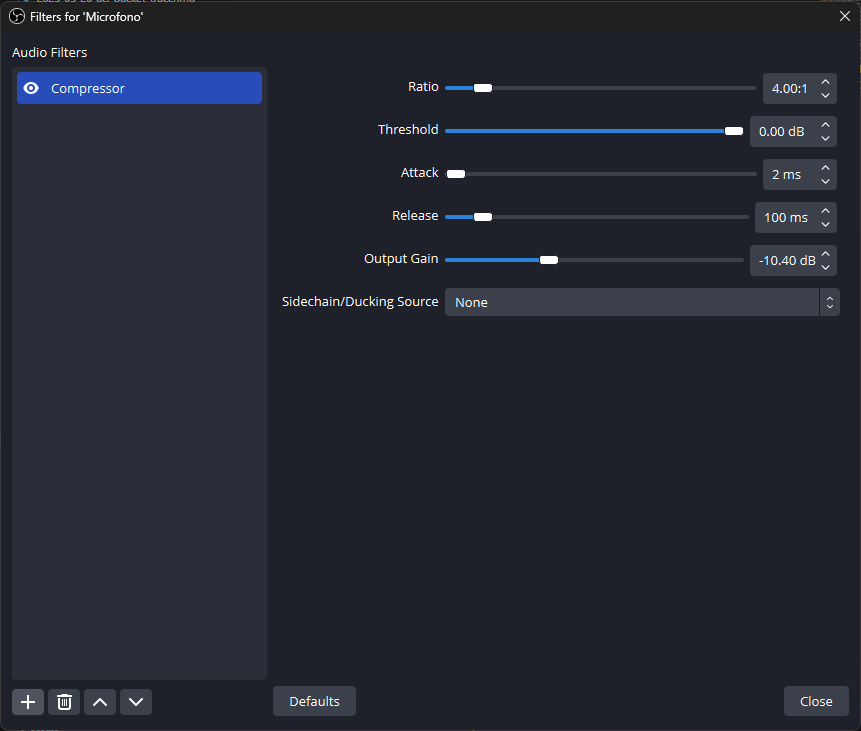 Filters for 'Microfono'
Audio Filters
Compressor
Ratio 4.00:1
Threshold 0.00 dB
Attack 2 ms
Release 100 ms
Output Gain -10.40 dB
Sidechain/Ducking Source None
Defaults Close